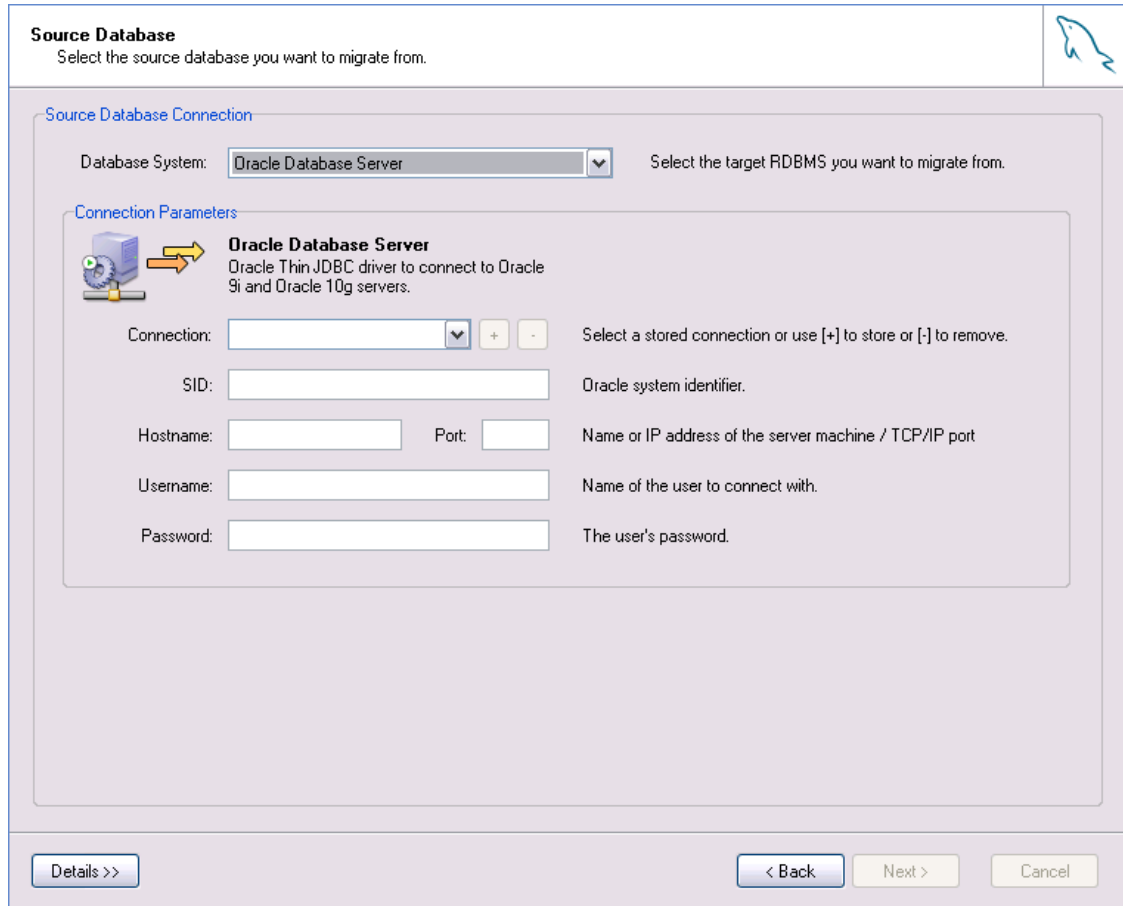 Source Database
Select the source database you want to migrate from.
Source Database Connection
Database System: Oracle Database Server Select the target RDBMS you want to migrate from.
Connection Parameters
Oracle Database Server
Oracle Thin JDBC driver to connect to Oracle
9i and Oracle 10g servers.
Connection: + - Select a stored connection or use [+] to store or [-] to remove.
SID: Oracle system identifier.
Hostname: Port: Name or IP address of the server machine / TCP/IP port
Username: Name of the user to connect with.
Password: The user's password.
Details >> < Back Next > Cancel